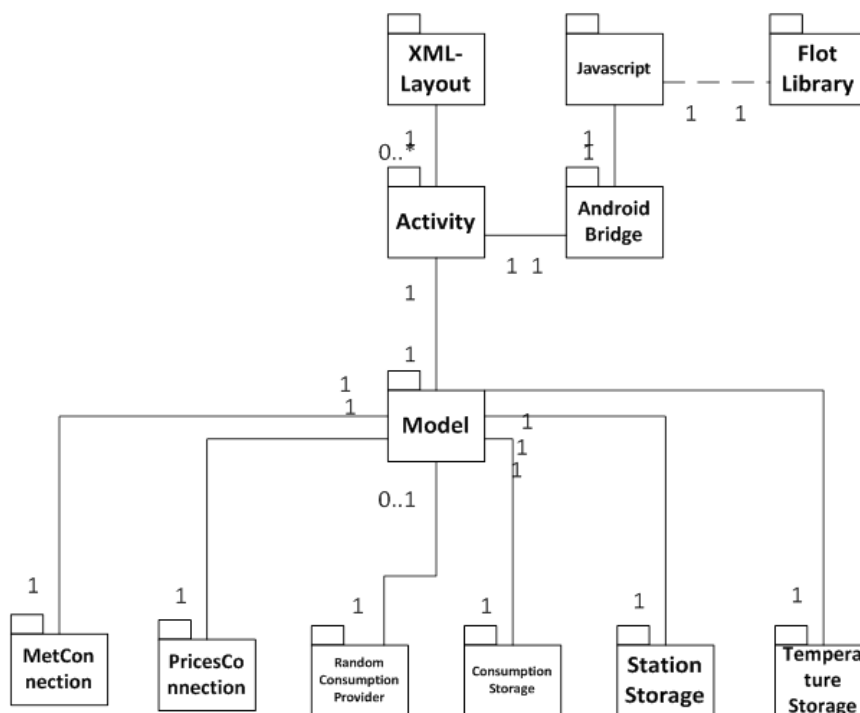 XML-
Layout
Javascript
Flot
Library
1
1
1
0..*
1
1
Activity
Android
Bridge
1
1
1
1
1
1
Model
1
1
1
1
0..1
1
1
1
1
1
1
MetCon
nection
PricesCo
nnection
Random
Consumption
Provider
Consumption
Storage
Station
Storage
Tempera
ture
Storage